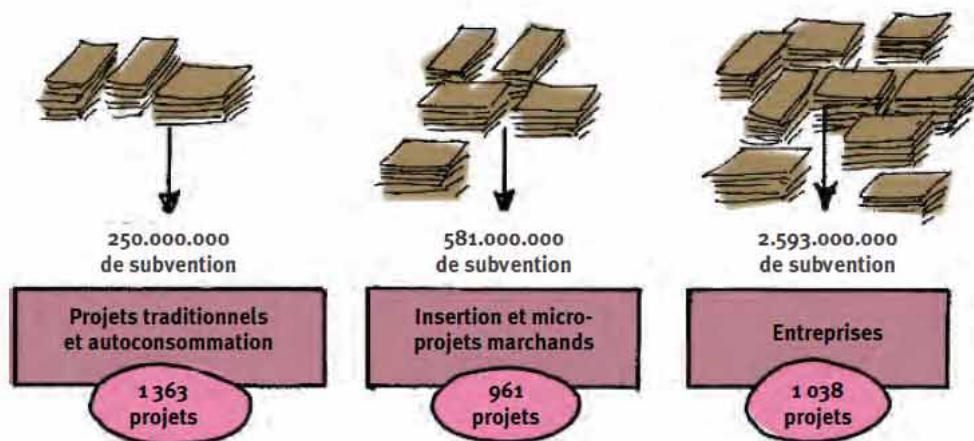 250.000.000
de subvention
581.000.000
de subvention
2.593.000.000
de subvention
Projets traditionnels
et autoconsommation
Insertion et micro-
projets marchands
Entreprises
1 363
projets
961
projets
1 038
projets